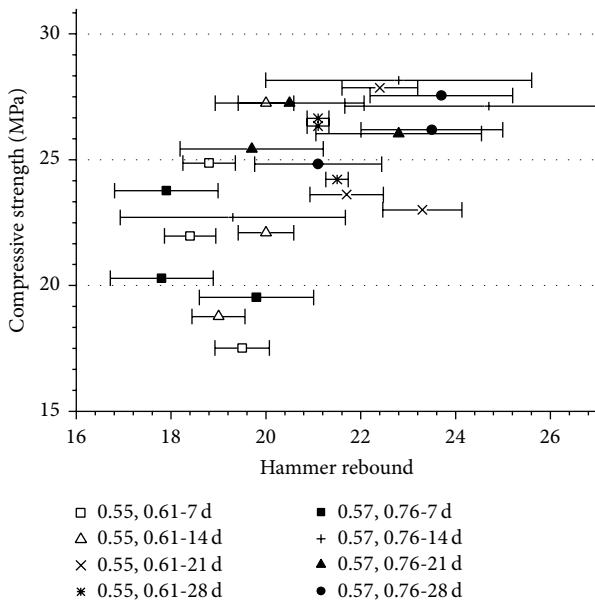 30
25
20
15
Compressive strength (MPa)
16 18 20 22 24 26
Hammer rebound
0.55, 0.61-7 d
0.55, 0.61-14 d
0.55, 0.61-21 d
0.55, 0.61-28 d
0.57, 0.76-7 d
0.57, 0.76-14 d
0.57, 0.76-21 d
0.57, 0.76-28 d